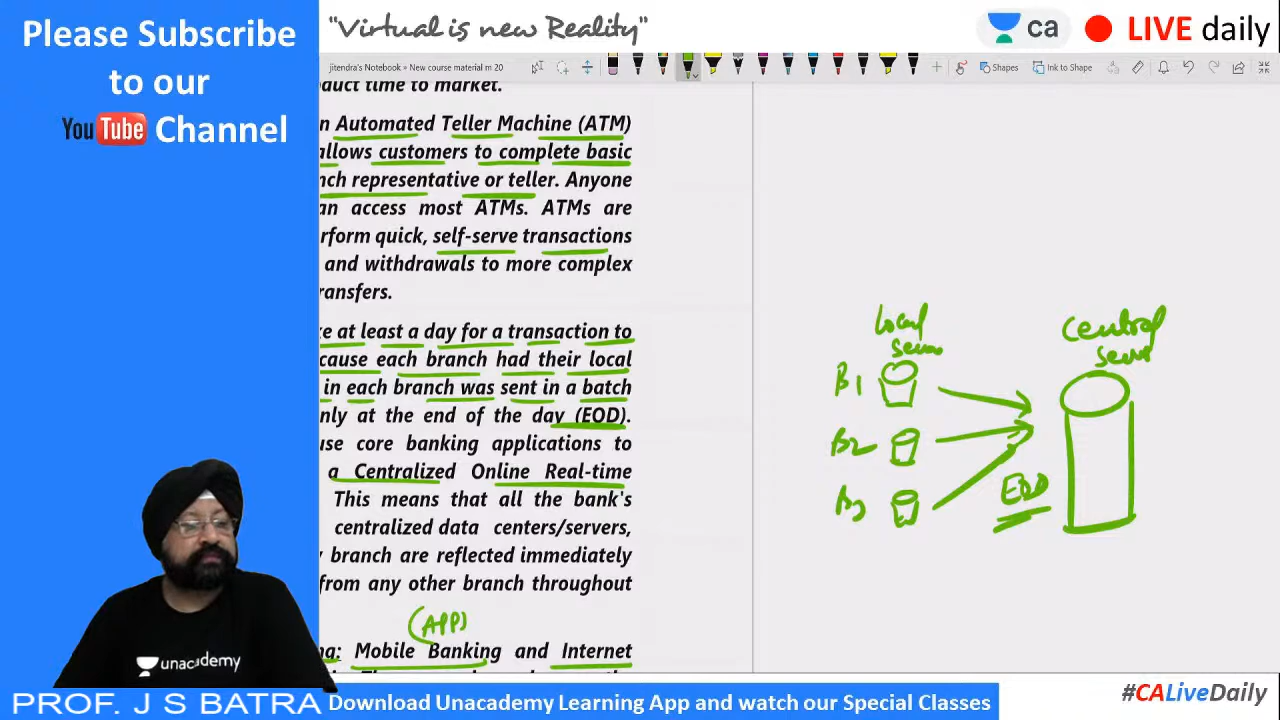 Please Subscribe
to our
YouTube Channel
"Virtual is new Reality"
ca
LIVE daily
jitendra's Notebook » New course material m 20
Shapes
Ink to Shape
duct time to market.
n Automated Teller Machine (ATM)
allows customers to complete basic
nch representative or teller. Anyone
an access most ATMs. ATMs are
rform quick, self-serve transactions
and withdrawals to more complex
ransfers.
ke at least a day for a transaction to
cause each branch had their local
in each branch was sent in a batch
nly at the end of the day (EOD).
use core banking applications to
a Centralized Online Real-time
This means that all the bank's
centralized data centers/servers,
y branch are reflected immediately
from any other branch throughout
(APP)
ng: Mobile Banking and Internet
local
central
B1
B2
B3
EOD
unacademy
PROF. J S BATRA
Download Unacademy Learning App and watch our Special Classes
#CALiveDaily